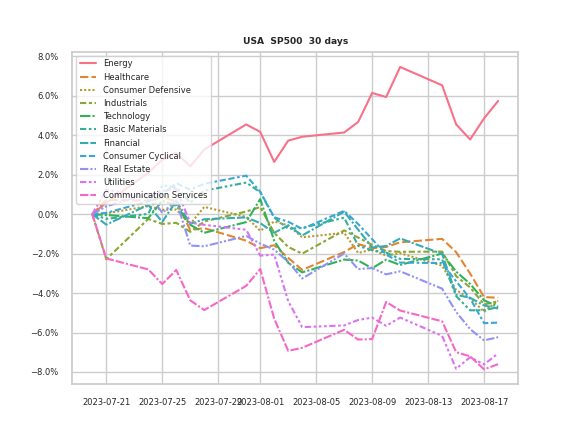 USA SP500 30 days
8.0%
6.0%
4.0%
2.0%
0.0%
−2.0%
−4.0%
−6.0%
−8.0%
Energy
Healthcare
Consumer Defensive
Industrials
Technology
Basic Materials
Financial
Consumer Cyclical
Real Estate
Utilities
Communication Services
2023-07-21
2023-07-25
2023-07-29
2023-08-01
2023-08-05
2023-08-09
2023-08-13
2023-08-17